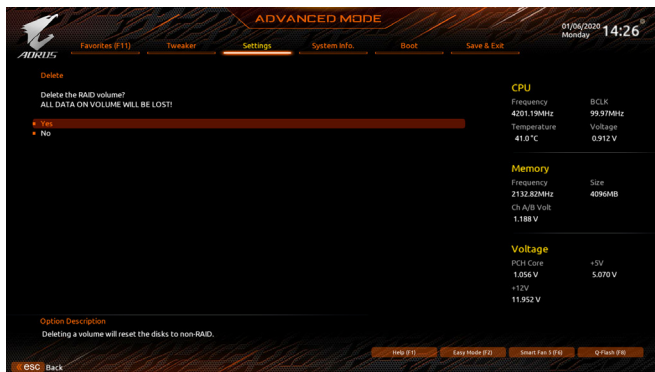 ADVANCED MODE
01/06/2020
Monday
14:26
AORUS
Favorites (F11)
Tweaker
Settings
System Info.
Boot
Save & Exit
Delete
Delete the RAID volume?
ALL DATA ON VOLUME WILL BE LOST!
Yes
No
CPU
Frequency BCLK
4201.19MHz 99.97MHz
Temperature Voltage
41.0 °C 0.912 V
Memory
Frequency Size
2132.82MHz 4096MB
Ch A/B Volt
1.188 V
Voltage
PCH Core +5V
1.056 V 5.070 V
+12V
11.952 V
Option Description
Deleting a volume will reset the disks to non-RAID.
Help (F1)
Easy Mode (F2)
Smart Fan 5 (F6)
Q-Flash (F8)
esc Back